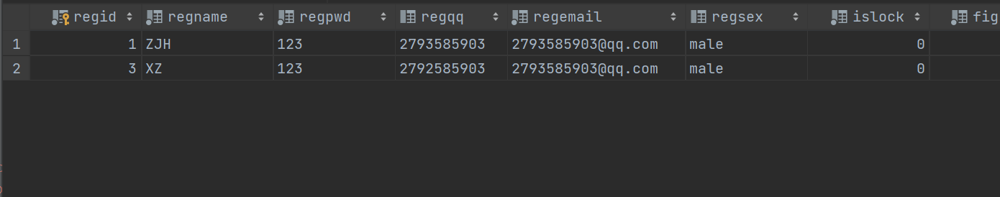 regid regname regpwd regqq regemail regsex islock fig
1 1 ZJH 123 2793585903 2793585903@qq.com male 0
2 3 XZ 123 2792585903 2793585903@qq.com male 0